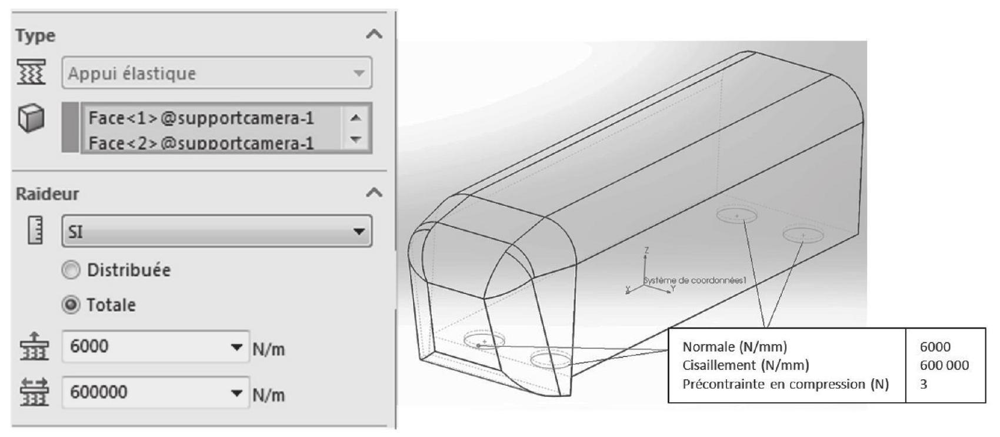 Type
Appui élastique
Face<1>@supportcamera-1
Face<2>@supportcamera-1
Raideur
SI
Distribuée
Totale
6000 N/m
600000 N/m
Z
Système de coordonnées1
X
Y
Normale (N/mm) 6000
Cisaillement (N/mm) 600 000
Précontrainte en compression (N) 3